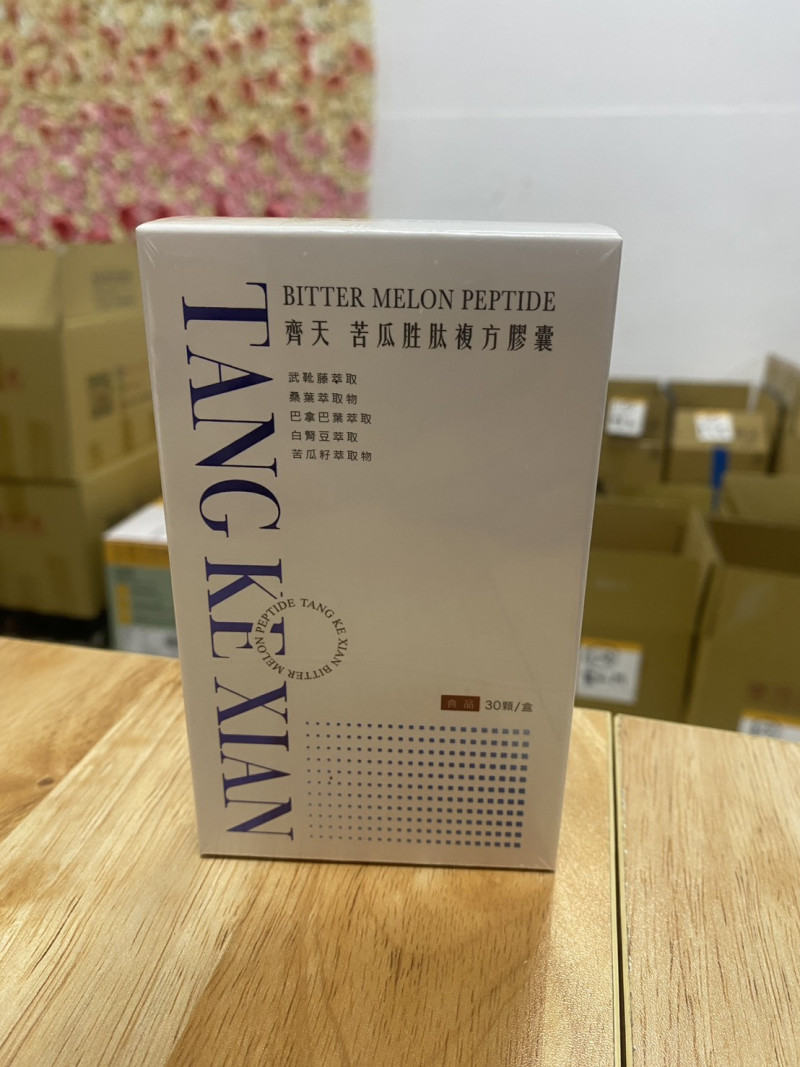 BITTER MELON PEPTIDE
齊天 苦瓜胜肽複方膠囊
武靴藤萃取
桑葉萃取物
巴拿巴葉萃取
白腎豆萃取
苦瓜籽萃取物
TANG KE XIAN
TANG KE XIAN BITTER MELON PEPTIDE
食品 30顆/盒